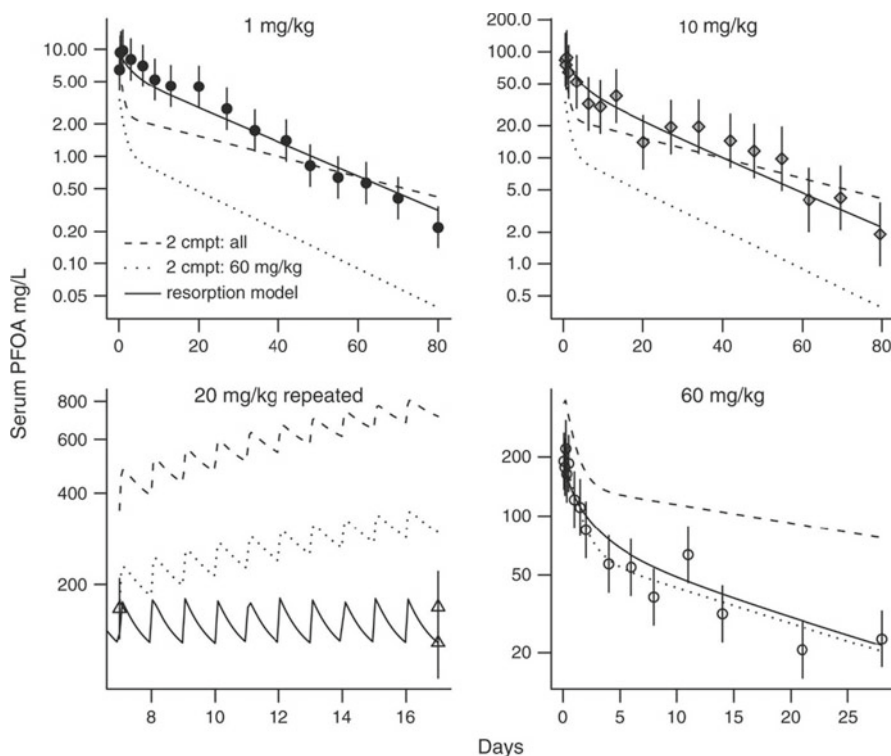 1 mg/kg
10.00
5.00
2.00
1.00
0.50
0.20
0.10
0.05
2 cmpt: all
2 cmpt: 60 mg/kg
resorption model
0 20 40 60 80
10 mg/kg
200.0
100.0
50.0
20.0
10.0
5.0
2.0
1.0
0.5
0 20 40 60 80
Serum PFOA mg/L
20 mg/kg repeated
800
600
400
200
8 10 12 14 16
60 mg/kg
200
100
50
20
0 5 10 15 20 25
Days